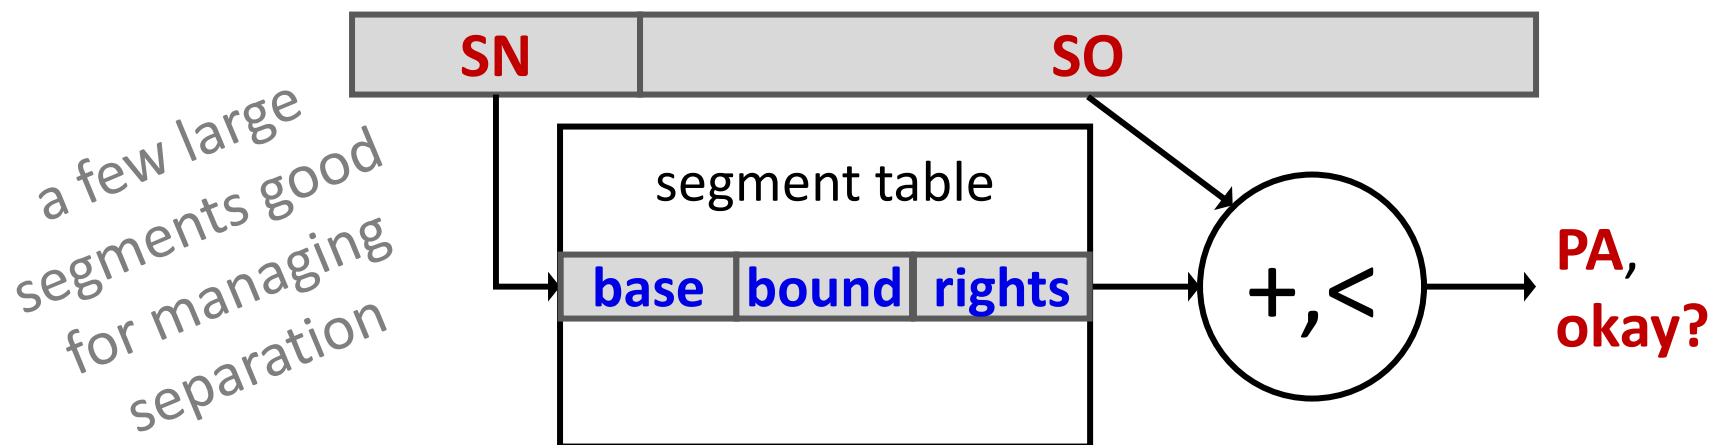 SN SO
a few large
segments good
for managing
separation
segment table
base bound rights
+,<
PA,
okay?